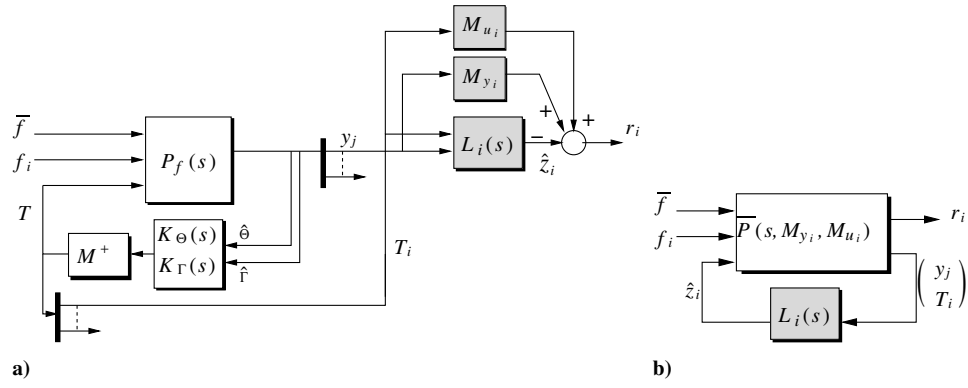 M_{u_i}
M_{y_i}
+
+
−
L_i(s)
ẑ_i
r_i
y_j
f̅
f_i
P_f(s)
T
M^+
K_Θ(s)
K_Γ(s)
Θ̂
Γ̂
T_i
a)
f̅
f_i
P̅(s, M_{y_i}, M_{u_i})
r_i
ẑ_i
L_i(s)
( y_j
T_i )
b)